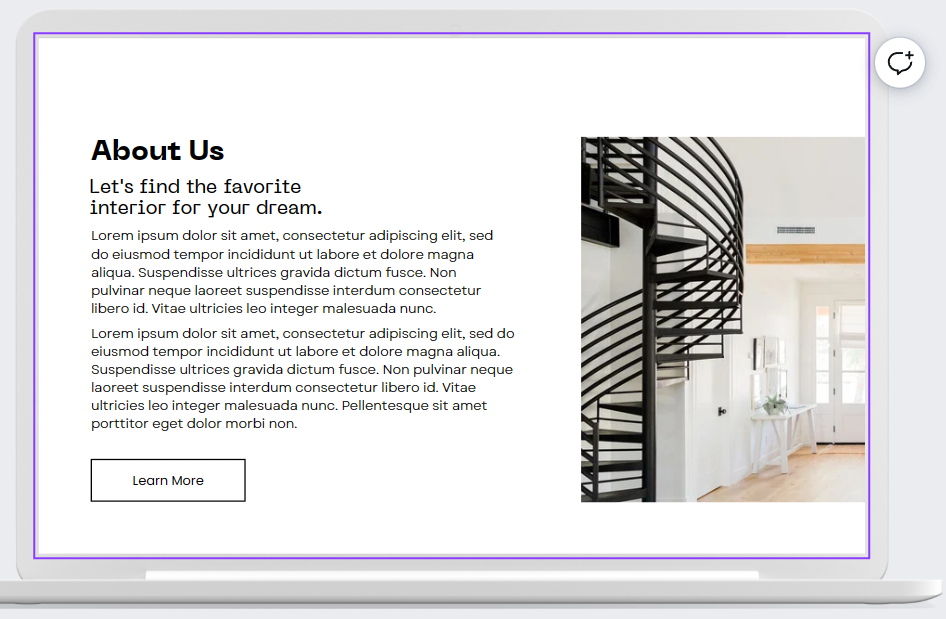 About Us
Let's find the favorite
interior for your dream.
Lorem ipsum dolor sit amet, consectetur adipiscing elit, sed
do eiusmod tempor incididunt ut labore et dolore magna
aliqua. Suspendisse ultrices gravida dictum fusce. Non
pulvinar neque laoreet suspendisse interdum consectetur
libero id. Vitae ultricies leo integer malesuada nunc.
Lorem ipsum dolor sit amet, consectetur adipiscing elit, sed do
eiusmod tempor incididunt ut labore et dolore magna aliqua.
Suspendisse ultrices gravida dictum fusce. Non pulvinar neque
laoreet suspendisse interdum consectetur libero id. Vitae
ultricies leo integer malesuada nunc. Pellentesque sit amet
porttitor eget dolor morbi non.
Learn More